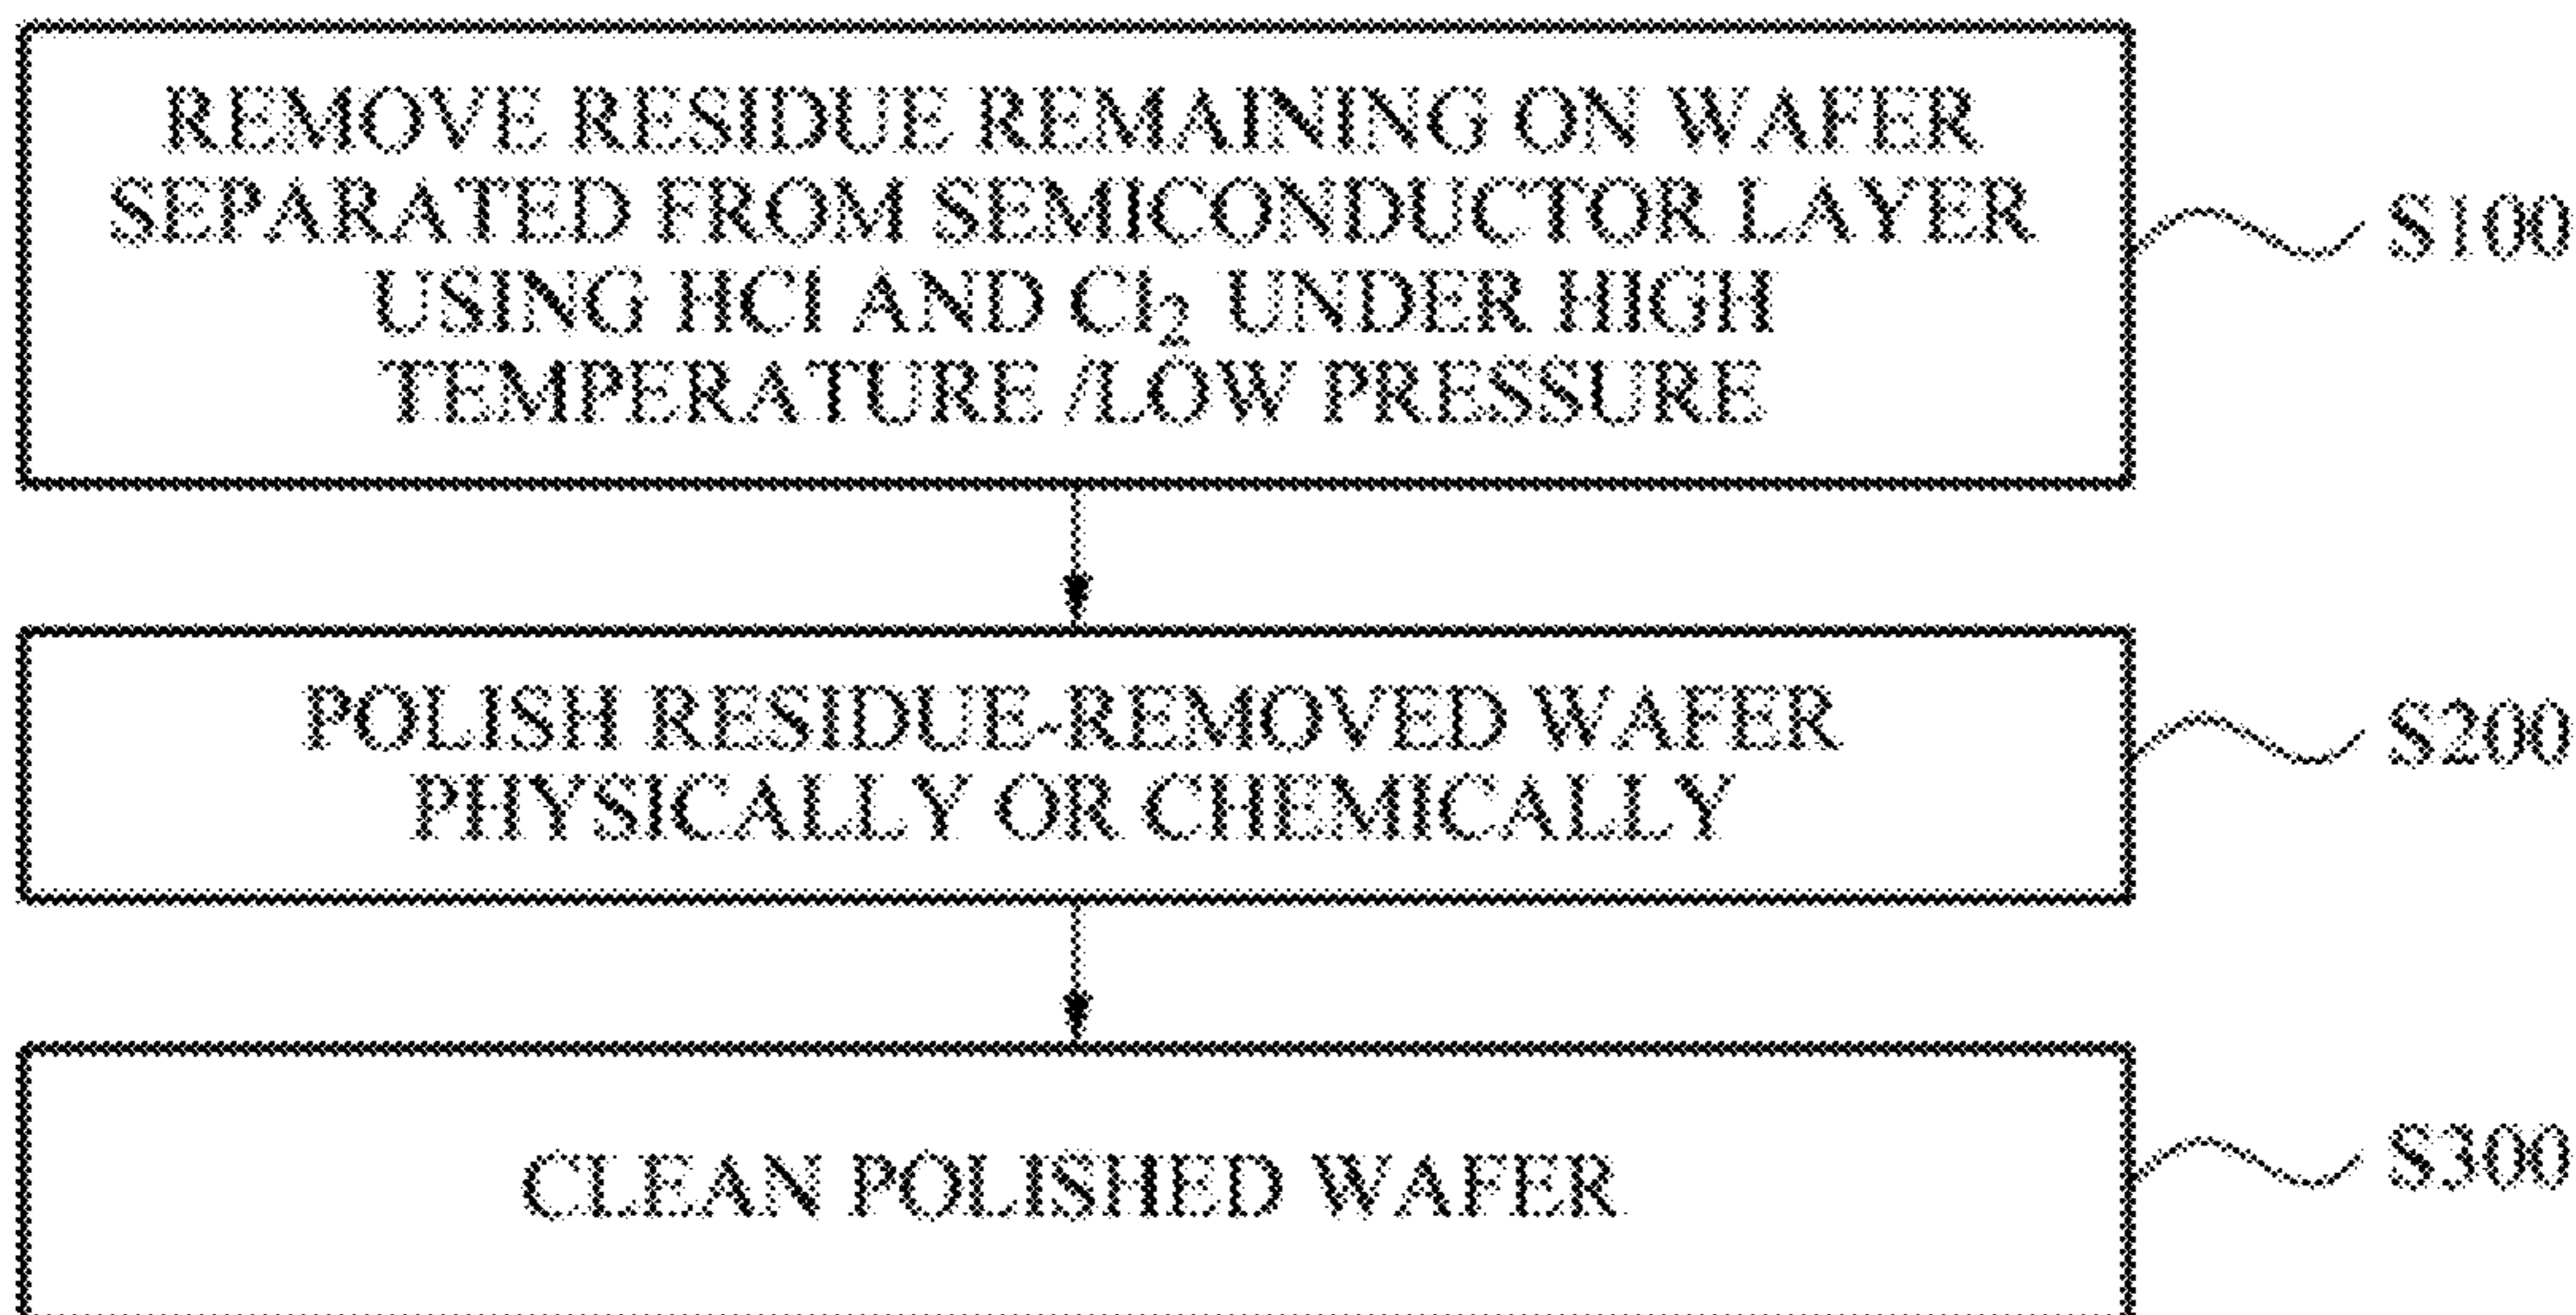 REMOVE RESIDUE REMAINING ON WAFER
SEPARATED FROM SEMICONDUCTOR LAYER
USING HCl AND Cl₂ UNDER HIGH
TEMPERATURE /LOW PRESSURE
S100
POLISH RESIDUE-REMOVED WAFER
PHYSICALLY OR CHEMICALLY
S200
CLEAN POLISHED WAFER
S300